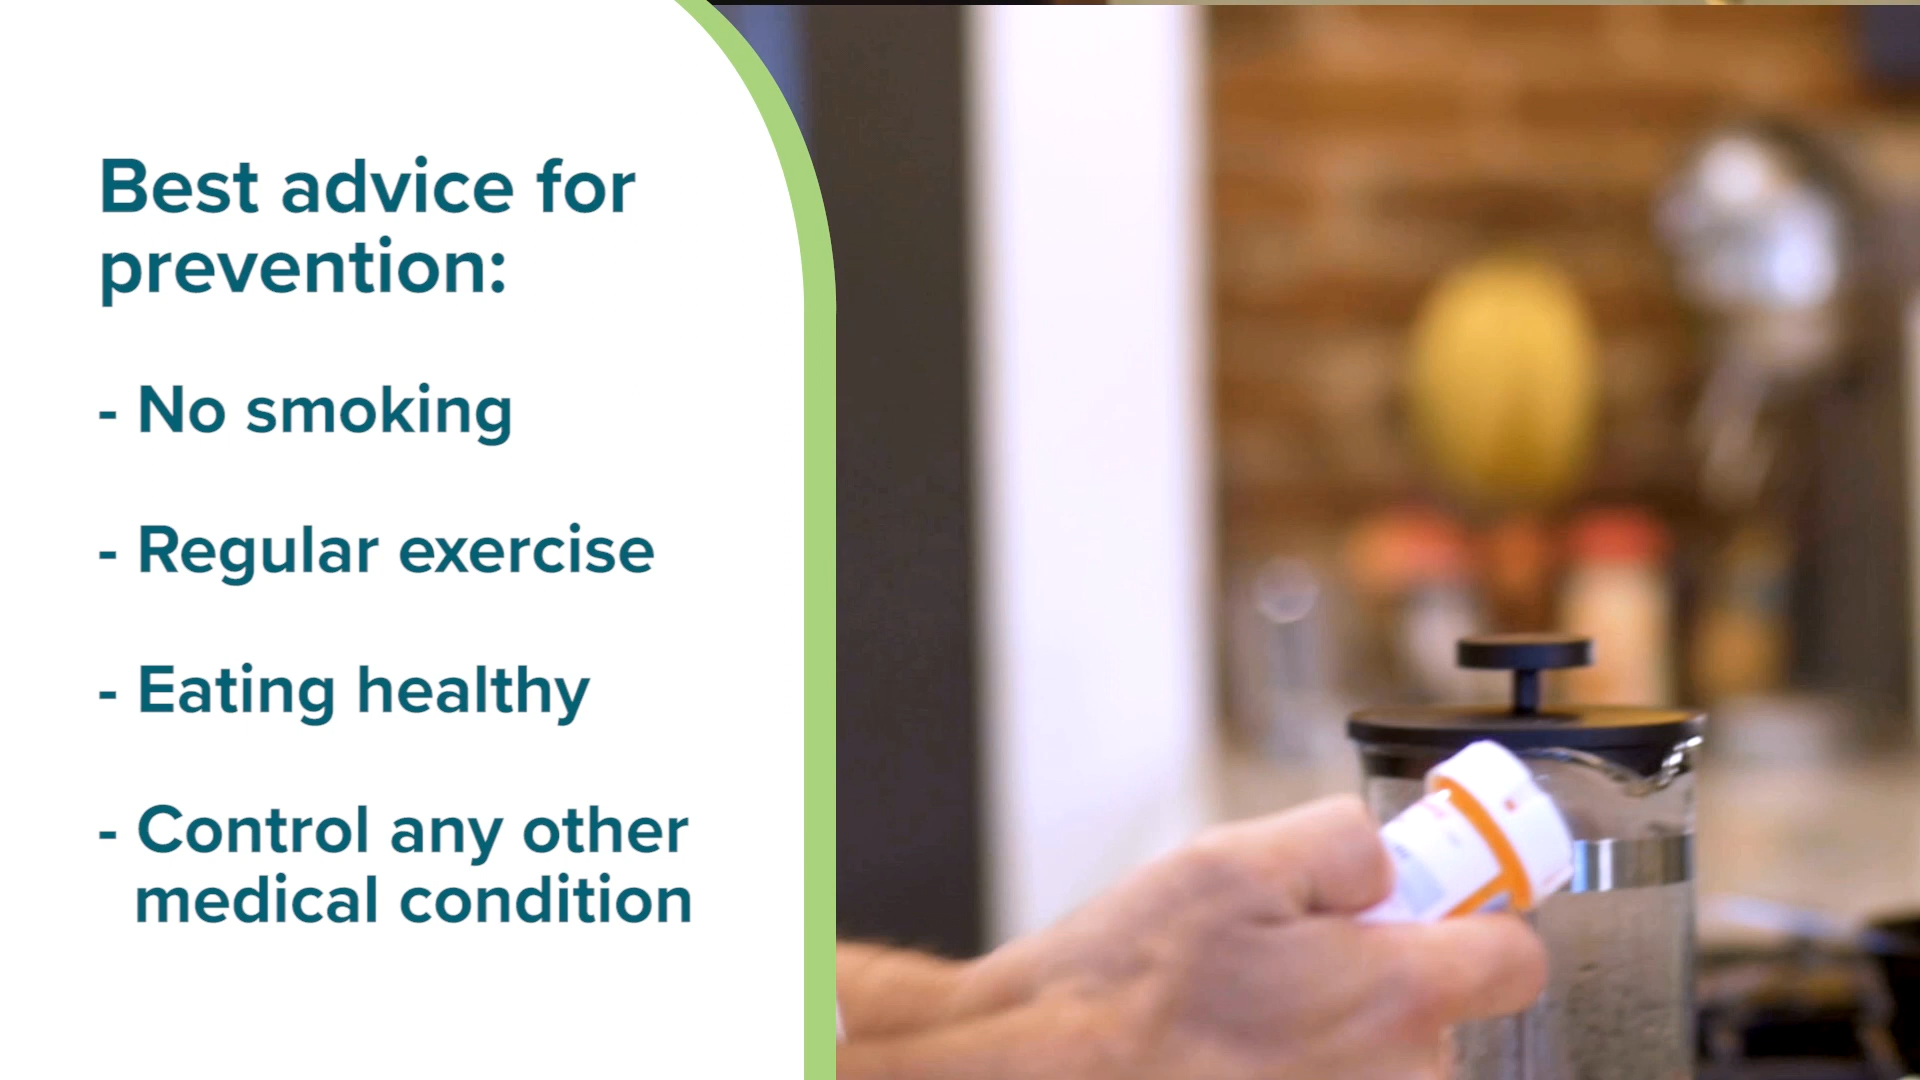 Best advice for
prevention:
- No smoking
- Regular exercise
- Eating healthy
- Control any other
medical condition